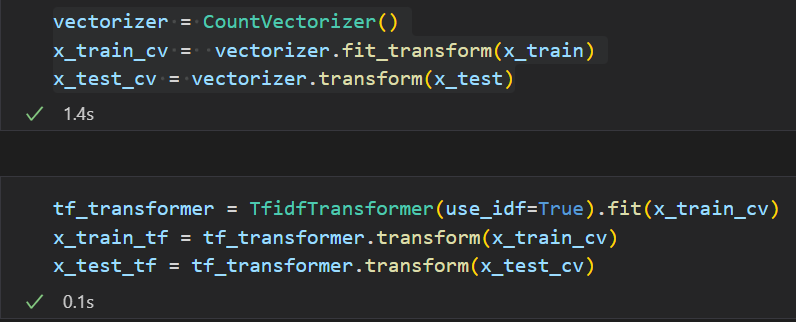 vectorizer = CountVectorizer()
x_train_cv =  vectorizer.fit_transform(x_train)
x_test_cv = vectorizer.transform(x_test)
✓ 1.4s
tf_transformer = TfidfTransformer(use_idf=True).fit(x_train_cv)
x_train_tf = tf_transformer.transform(x_train_cv)
x_test_tf = tf_transformer.transform(x_test_cv)
✓ 0.1s